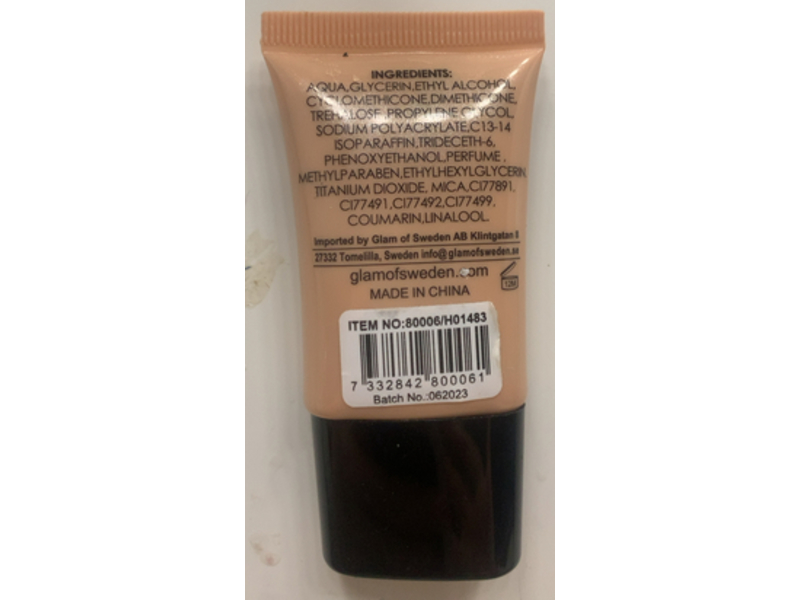 INGREDIENTS:
AQUA,GLYCERIN,ETHYL ALCOHOL,
CYCLOMETHICONE,DIMETHICONE,
TREHALOSE ,PROPYLENE GLYCOL,
SODIUM POLYACRYLATE,C13-14
ISOPARAFFIN,TRIDECETH-6,
PHENOXYETHANOL,PERFUME ,
METHYLPARABEN,ETHYLHEXYLGLYCERIN,
TITANIUM DIOXIDE, MICA,CI77891,
CI77491,CI77492,CI77499.
COUMARIN,LINALOOL.
Imported by Glam of Sweden AB Klintgatan
27332 Tomelilla, Sweden info@glamofsweden.se
glamofsweden.com
12M
MADE IN CHINA
ITEM NO:80006/H01483
7 332842 800061
Batch No.:062023